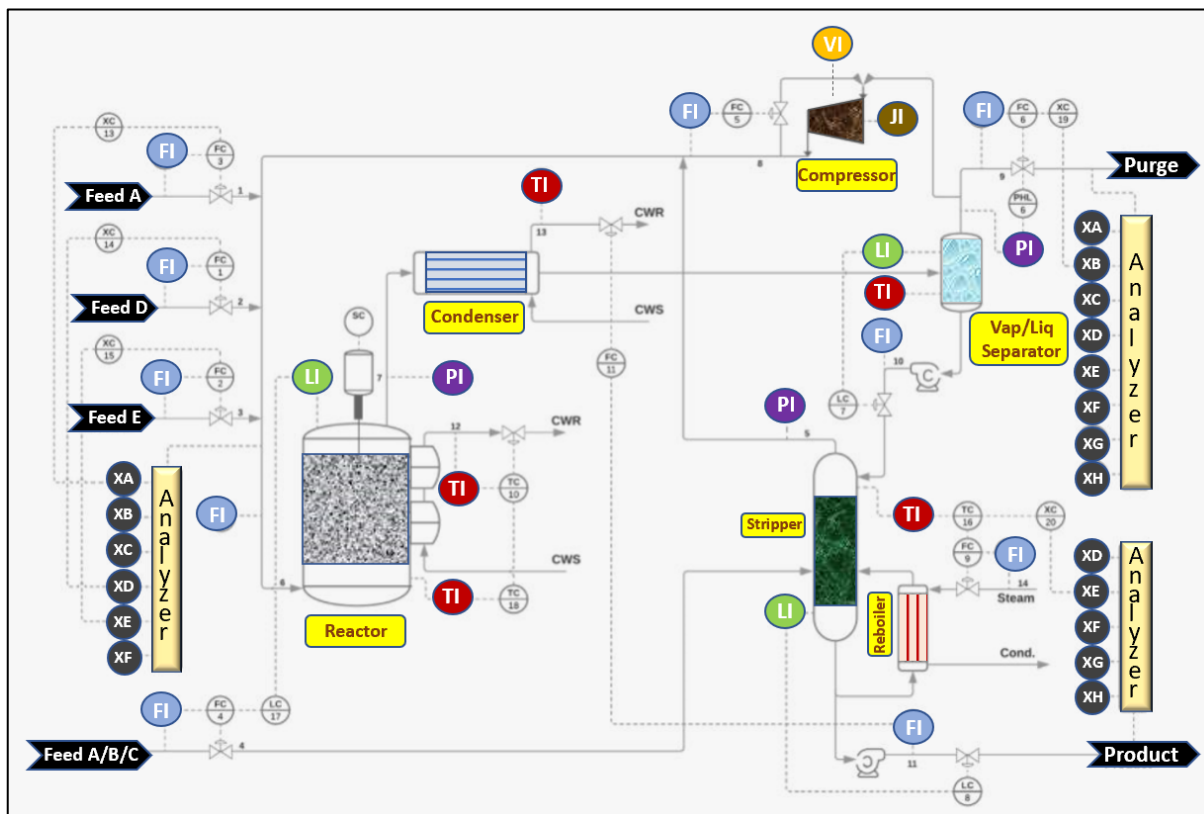 VI
FI
FC
5
JI
FI
FC
6
XC
19
XC
13
FI
FC
3
Feed A
1
8
Compressor
9
Purge
PHL
6
PI
TI
CWR
13
XC
14
FI
FC
1
Feed D
2
LI
TI
Condenser
CWS
SC
Vap/Liq
Separator
XA
XB
XC
XD
XE
XF
XG
XH
Analyzer
XC
15
FI
FC
2
Feed E
3
LI
7
PI
FC
11
FI
10
C
LC
7
PI
5
12
CWR
TI
TC
10
XA
XB
XC
XD
XE
XF
Analyzer
FI
6
CWS
TI
TC
18
Reactor
Stripper
TI
TC
16
XC
20
FC
9
FI
14
Steam
LI
Reboiler
Cond.
XD
XE
XF
XG
XH
Analyzer
FI
FC
4
LC
17
Feed A/B/C
4
FI
C
11
Product
LC
8